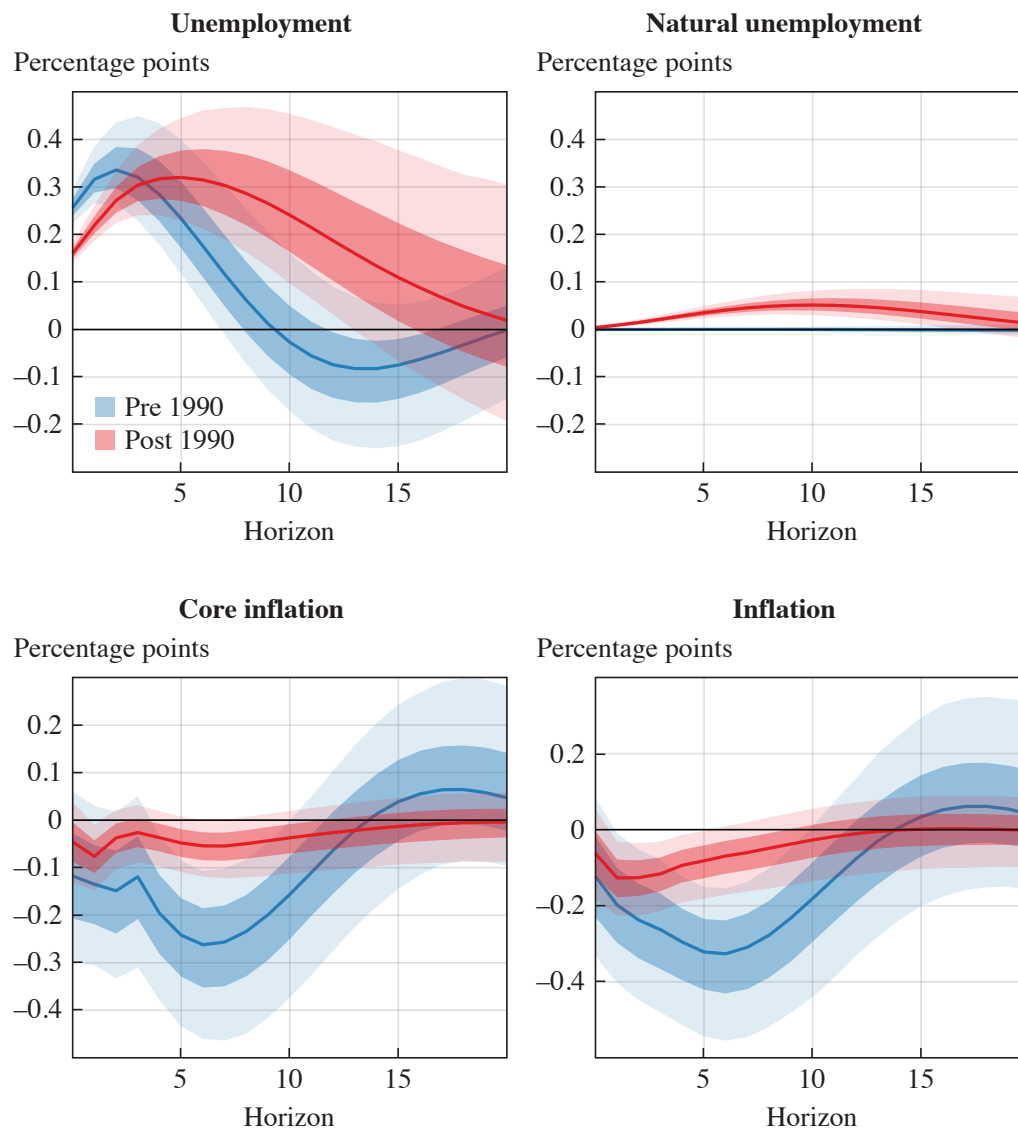 Unemployment
Percentage points
0.4
0.3
0.2
0.1
0
–0.1
–0.2
Pre 1990
Post 1990
5 10 15
Horizon
Natural unemployment
Percentage points
0.4
0.3
0.2
0.1
0
–0.1
–0.2
5 10 15
Horizon
Core inflation
Percentage points
0.2
0.1
0
–0.1
–0.2
–0.3
–0.4
5 10 15
Horizon
Inflation
Percentage points
0.2
0
–0.2
–0.4
5 10 15
Horizon